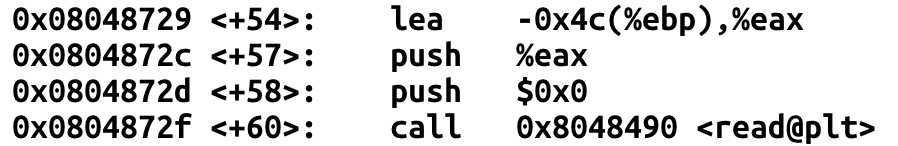 0x08048729 <+54>: lea -0x4c(%ebp),%eax
0x0804872c <+57>: push %eax
0x0804872d <+58>: push $0x0
0x0804872f <+60>: call 0x8048490 <read@plt>